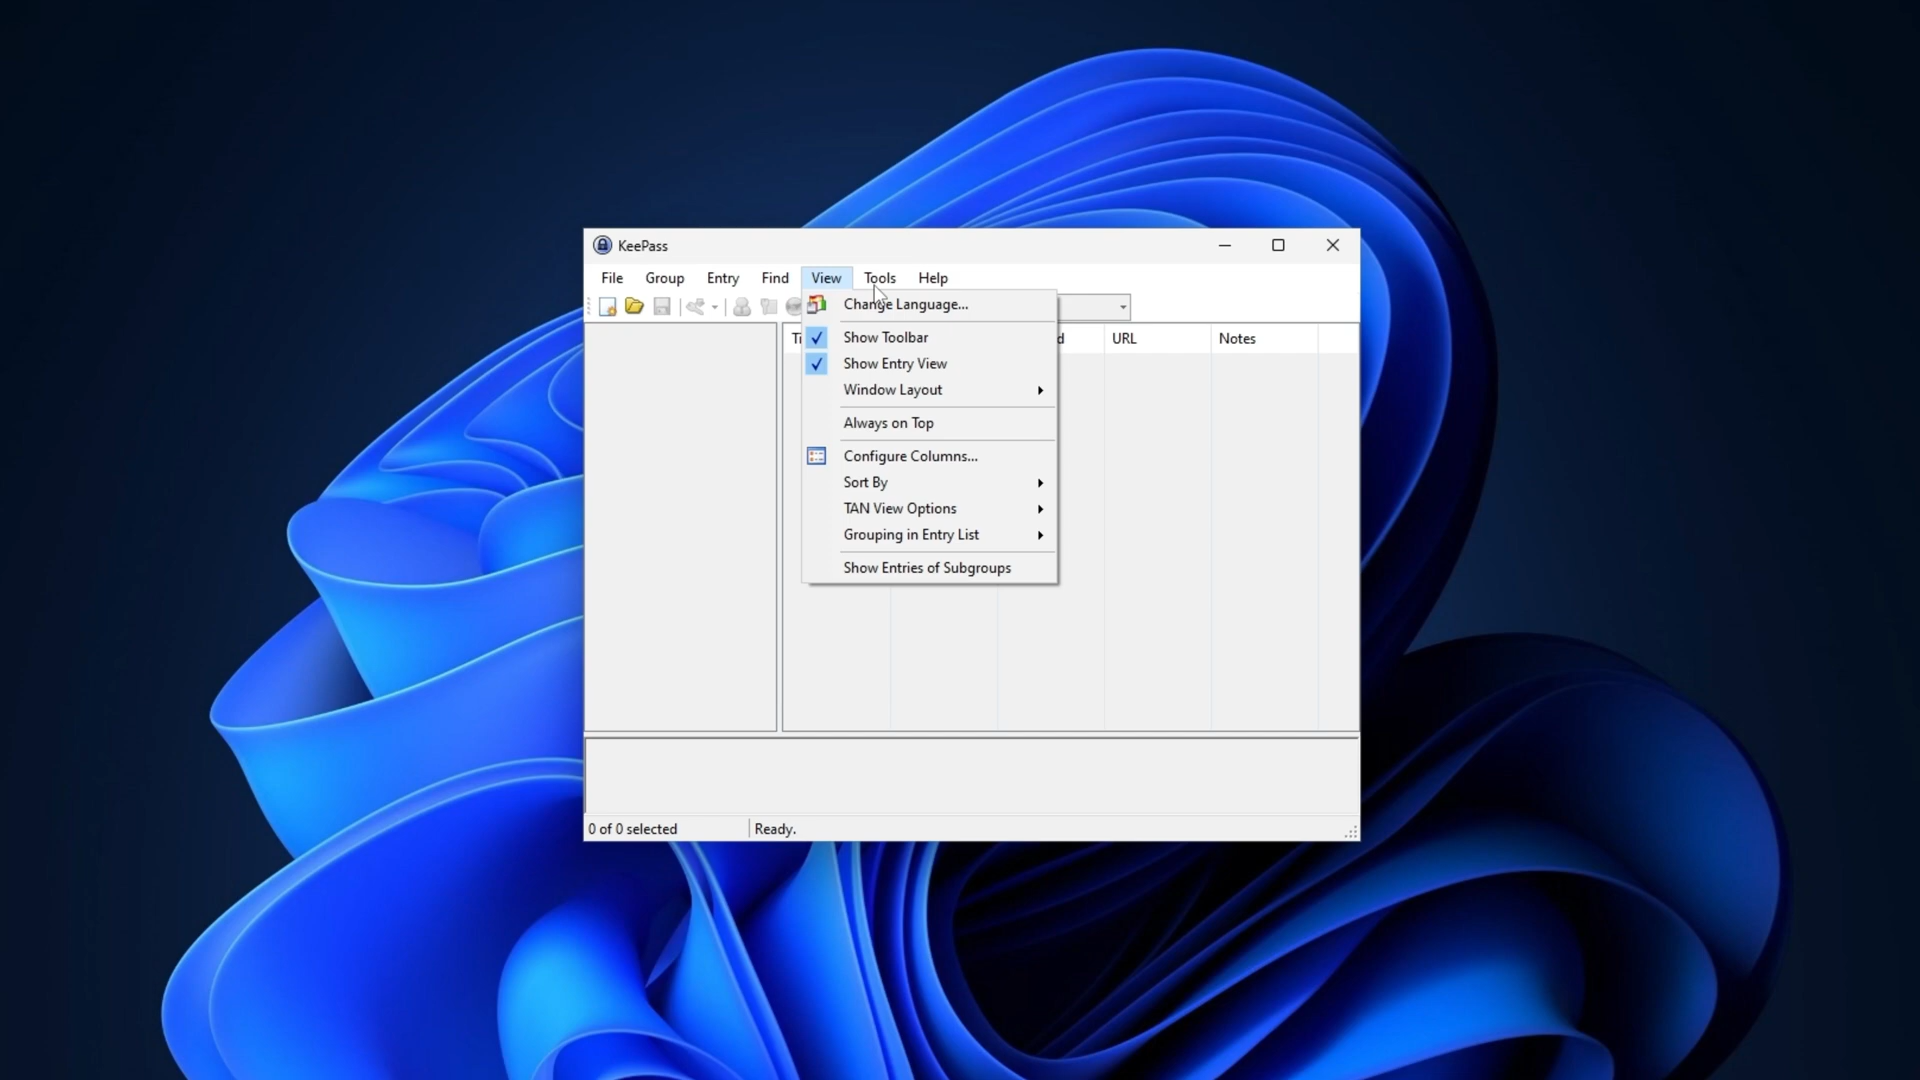 KeePass
File Group Entry Find View Tools Help
Change Language...
Show Toolbar
Show Entry View
Window Layout
Always on Top
Configure Columns...
Sort By
TAN View Options
Grouping in Entry List
Show Entries of Subgroups
URL Notes
0 of 0 selected Ready.